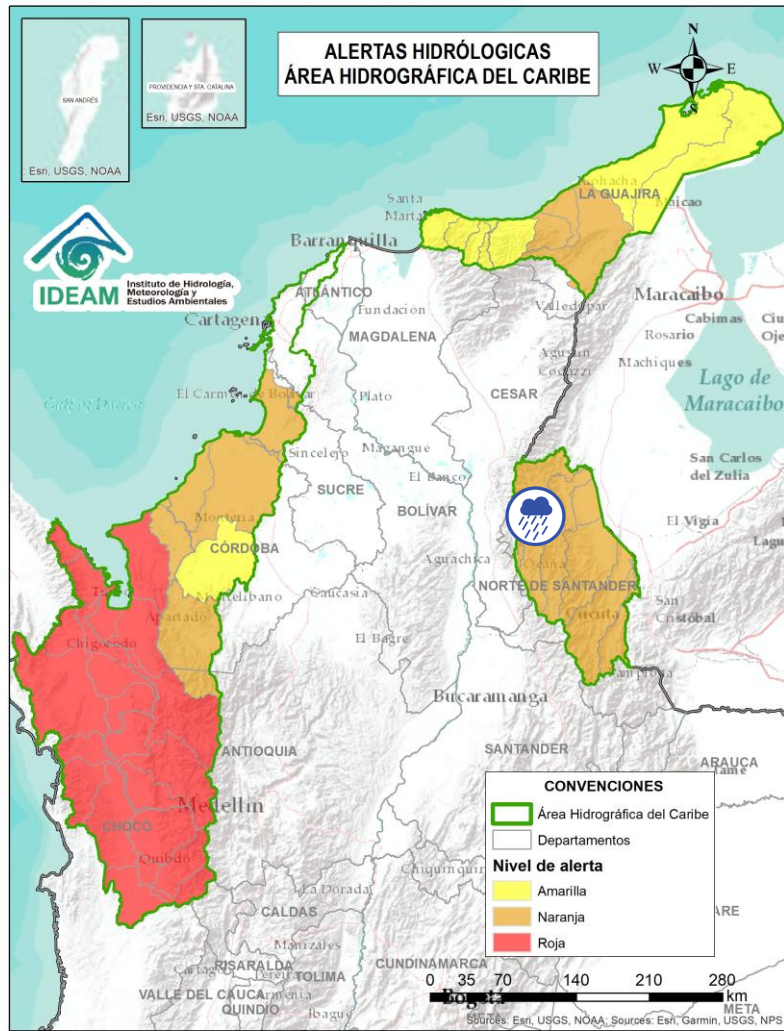 ALERTAS HIDRÓLOGICAS
ÁREA HIDROGRÁFICA DEL CARIBE
N
W
E
S
SAN ANDRÉS
PROVIDENCIA Y STA. CATALINA
Esri, USGS, NOAA
Esri, USGS, NOAA
IDEAM
Instituto de Hidrología,
Meteorología y
Estudios Ambientales
Santa
Marta
LA GUAJIRA
Maicao
Barranquilla
ATLÁNTICO
Fundación
Valledupar
Maracaibo
Cartagena
MAGDALENA
Cabimas
Rosario
Agustín
Codazzi
Machiques
Lago de
Maracaibo
CESAR
El Carmen de Bolívar
Plato
Sincelejo
Magangue
San Carlos
del Zulia
El Banco
SUCRE
BOLÍVAR
Montería
El Vigía
CÓRDOBA
Aguachica
Ocaña
NORTE DE SANTANDER
Montelibano
Caucasia
San
Cristóbal
Apartado
Cúcuta
El Bagre
Chigorodo
Pamplona
Bucaramanga
ANTIOQUIA
SANTANDER
ARAUCA
Medellín
CHOCÓ
Quibdó
La Dorada
CALDAS
Manizales
RISARALDA
TOLIMA
CUNDINAMARCA
VALLE DEL CAUCA
QUINDÍO
Ibagué
Bogotá
META
META
CONVENCIONES
Área Hidrográfica del Caribe
Departamentos
Nivel de alerta
Amarilla
Naranja
Roja
0 35 70 140 210 280
km
Sources: Esri, USGS, NOAA; Sources: Esri, Garmin, USGS, NPS